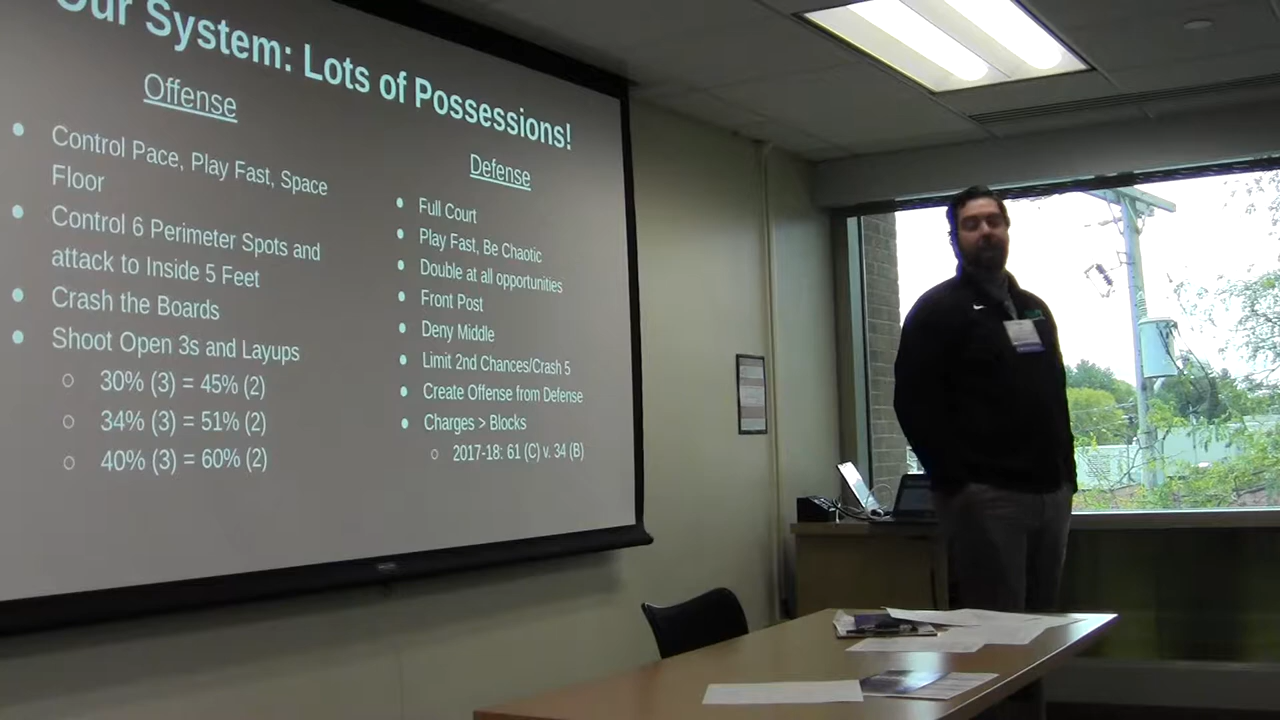 Our System: Lots of Possessions!
Offense
Control Pace, Play Fast, Space
Floor
Control 6 Perimeter Spots and
attack to Inside 5 Feet
Crash the Boards
Shoot Open 3s and Layups
30% (3) = 45% (2)
34% (3) = 51% (2)
40% (3) = 60% (2)
Defense
Full Court
Play Fast, Be Chaotic
Double at all opportunities
Front Post
Deny Middle
Limit 2nd Chances/Crash 5
Create Offense from Defense
Charges > Blocks
2017-18: 61 (C) v. 34 (B)